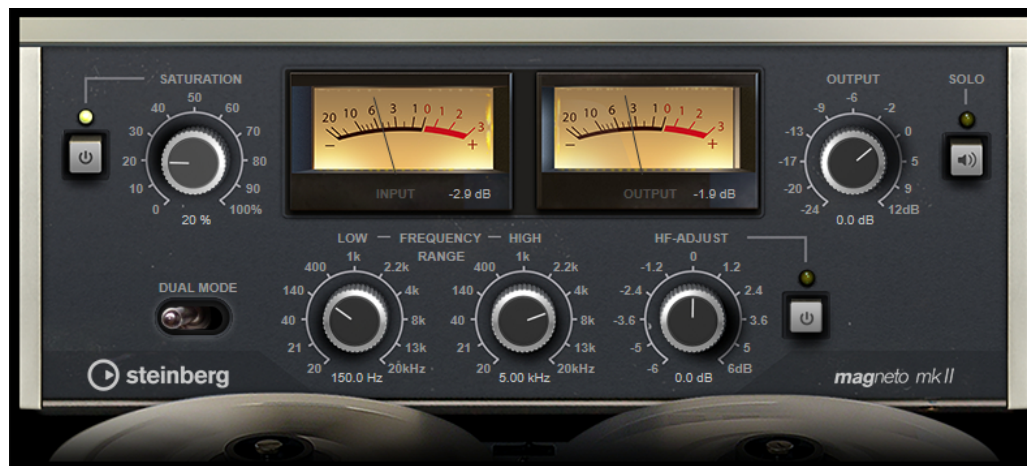 SATURATION
0 10 20 30 40 50 60 70 80 90 100%
20 %
20 10 6 3 1 0 1 2 3
− +
INPUT -2.9 dB
20 10 6 3 1 0 1 2 3
− +
OUTPUT -1.9 dB
OUTPUT
-24 -20 -17 -13 -9 -6 -2 0 5 9 12dB
0.0 dB
SOLO
DUAL MODE
LOW — FREQUENCY — HIGH
RANGE
20 21 40 140 400 1k 2.2k 4k 8k 13k 20kHz
150.0 Hz
20 21 40 140 400 1k 2.2k 4k 8k 13k 20kHz
5.00 kHz
HF-ADJUST
-6 -5 -3.6 -2.4 -1.2 0 1.2 2.4 3.6 5 6dB
0.0 dB
steinberg
magneto mkII